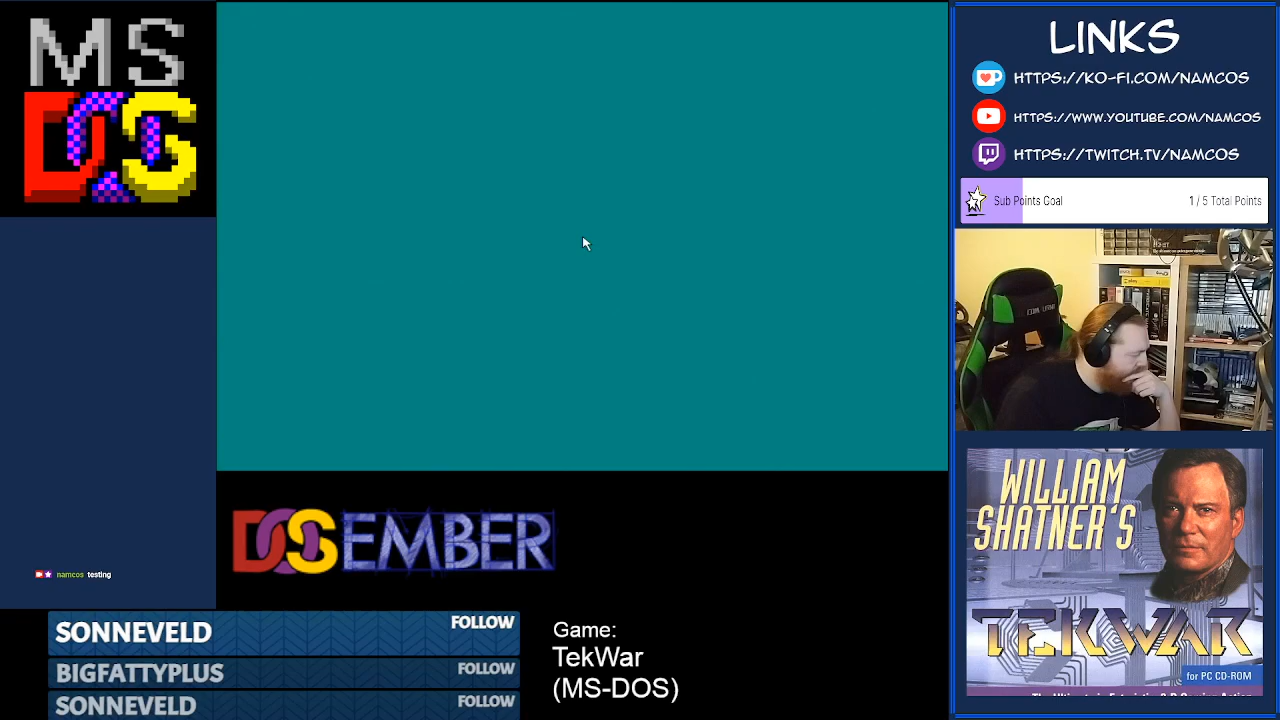 MS
DOS
LINKS
HTTPS://KO-FI.COM/NAMCOS
HTTPS://WWW.YOUTUBE.COM/NAMCOS
HTTPS://TWITCH.TV/NAMCOS
Sub Points Goal
1 / 5 Total Points
WILLIAM
SHATNER'S
TEKWAR
for PC CD-ROM
DOSEMBER
namcos testing
SONNEVELD
FOLLOW
BIGFATTYPLUS
FOLLOW
SONNEVELD
FOLLOW
Game:
TekWar
(MS-DOS)